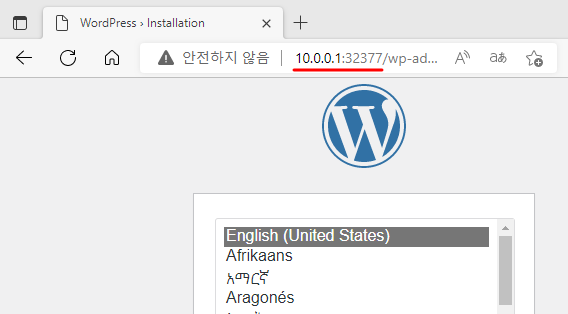 WordPress › Installation
안전하지 않음 10.0.0.1:32377/wp-ad...
English (United States)
Afrikaans
አማርኛ
Aragonés